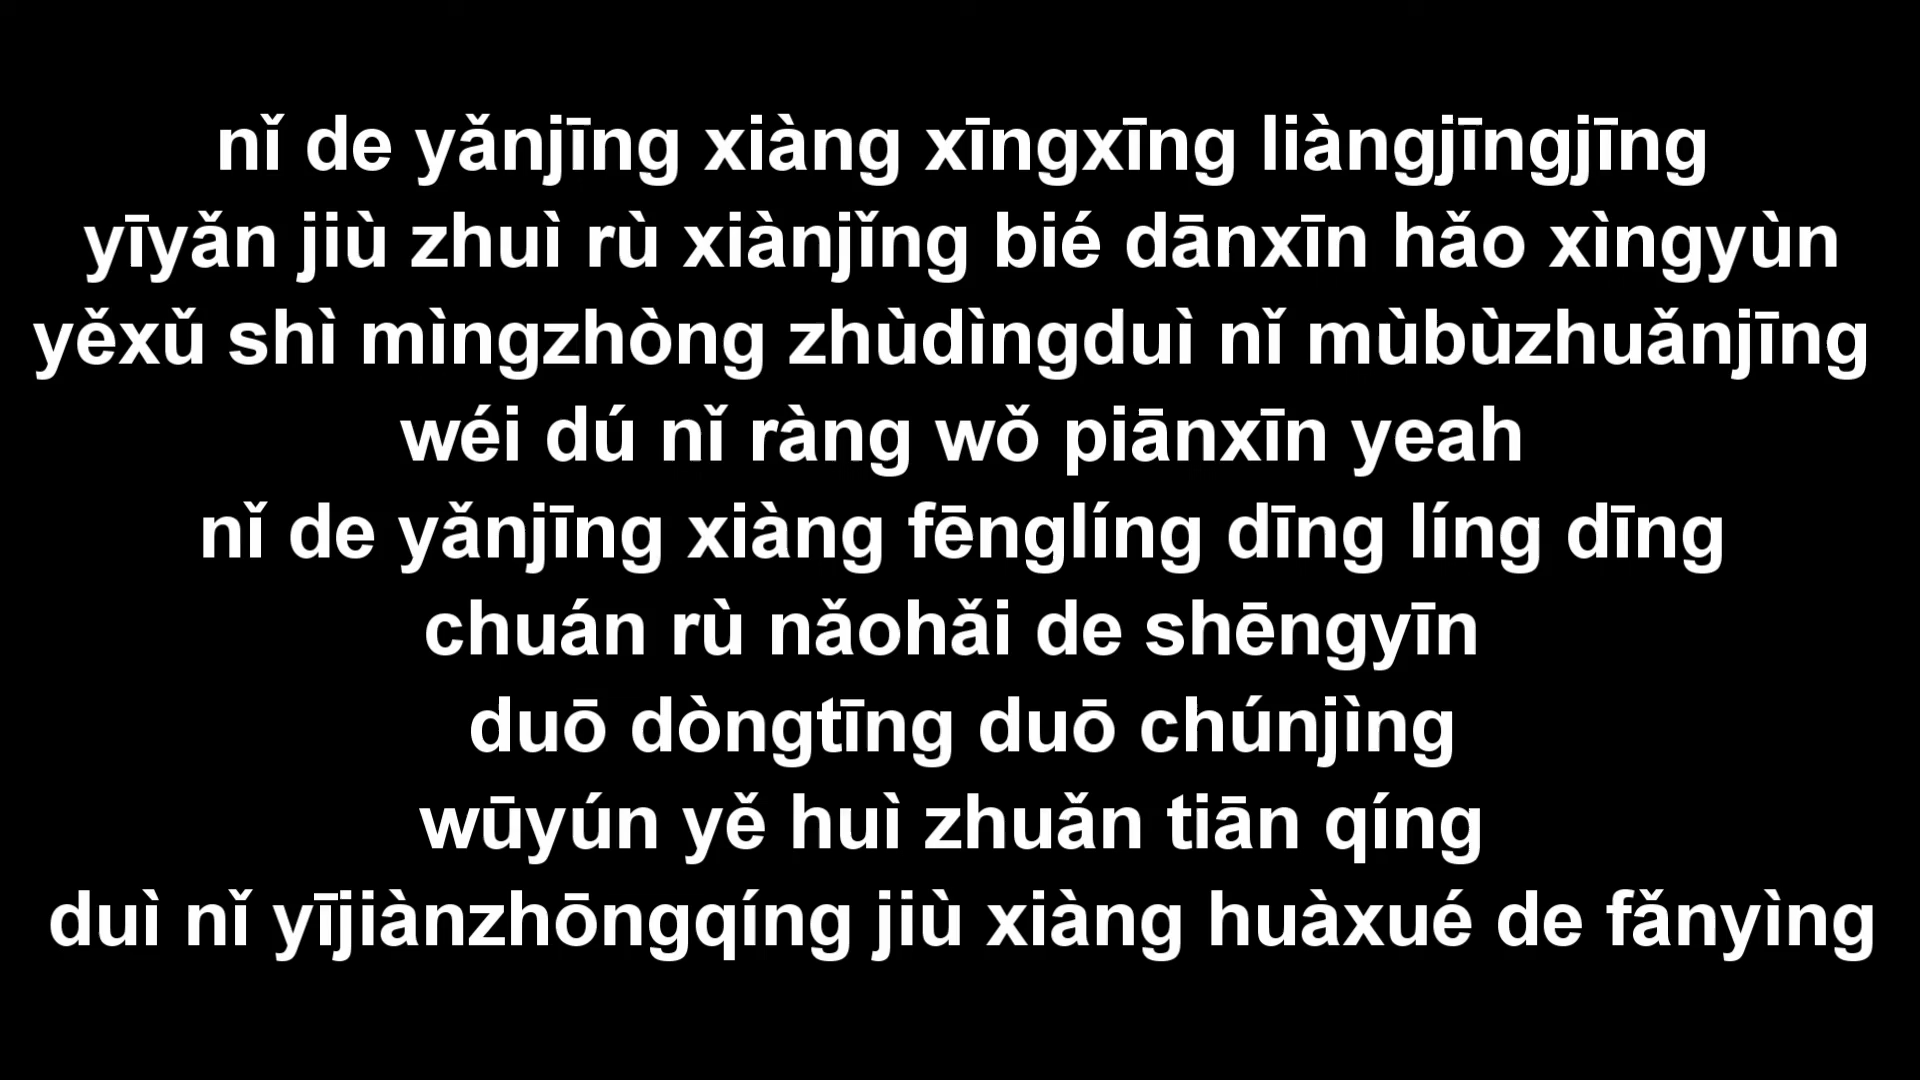 nǐ de yǎnjīng xiàng xīngxīng liàngjīngjīng
yīyǎn jiù zhuì rù xiànjǐng bié dānxīn hǎo xìngyùn
yěxǔ shì mìngzhòng zhùdìngduì nǐ mùbùzhuǎnjīng
wéi dú nǐ ràng wǒ piānxīn yeah
nǐ de yǎnjīng xiàng fēnglíng dīng líng dīng
chuán rù nǎohǎi de shēngyīn
duō dòngtīng duō chúnjìng
wūyún yě huì zhuǎn tiān qíng
duì nǐ yījiànzhōngqíng jiù xiàng huàxué de fǎnyìng